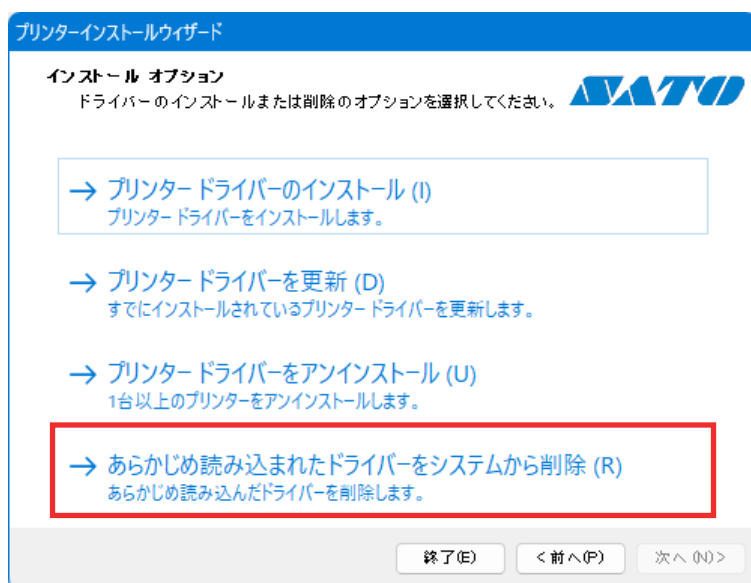 プリンターインストールウィザード
インストール オプション
ドライバーのインストールまたは削除のオプションを選択してください。
SATO
→ プリンター ドライバーのインストール (I)
プリンター ドライバーをインストールします。
→ プリンター ドライバーを更新 (D)
すでにインストールされているプリンター ドライバーを更新します。
→ プリンター ドライバーをアンインストール (U)
1台以上のプリンターをアンインストールします。
→ あらかじめ読み込まれたドライバーをシステムから削除 (R)
あらかじめ読み込んだドライバーを削除します。
終了(E) <前へ(P) 次へ (N)>